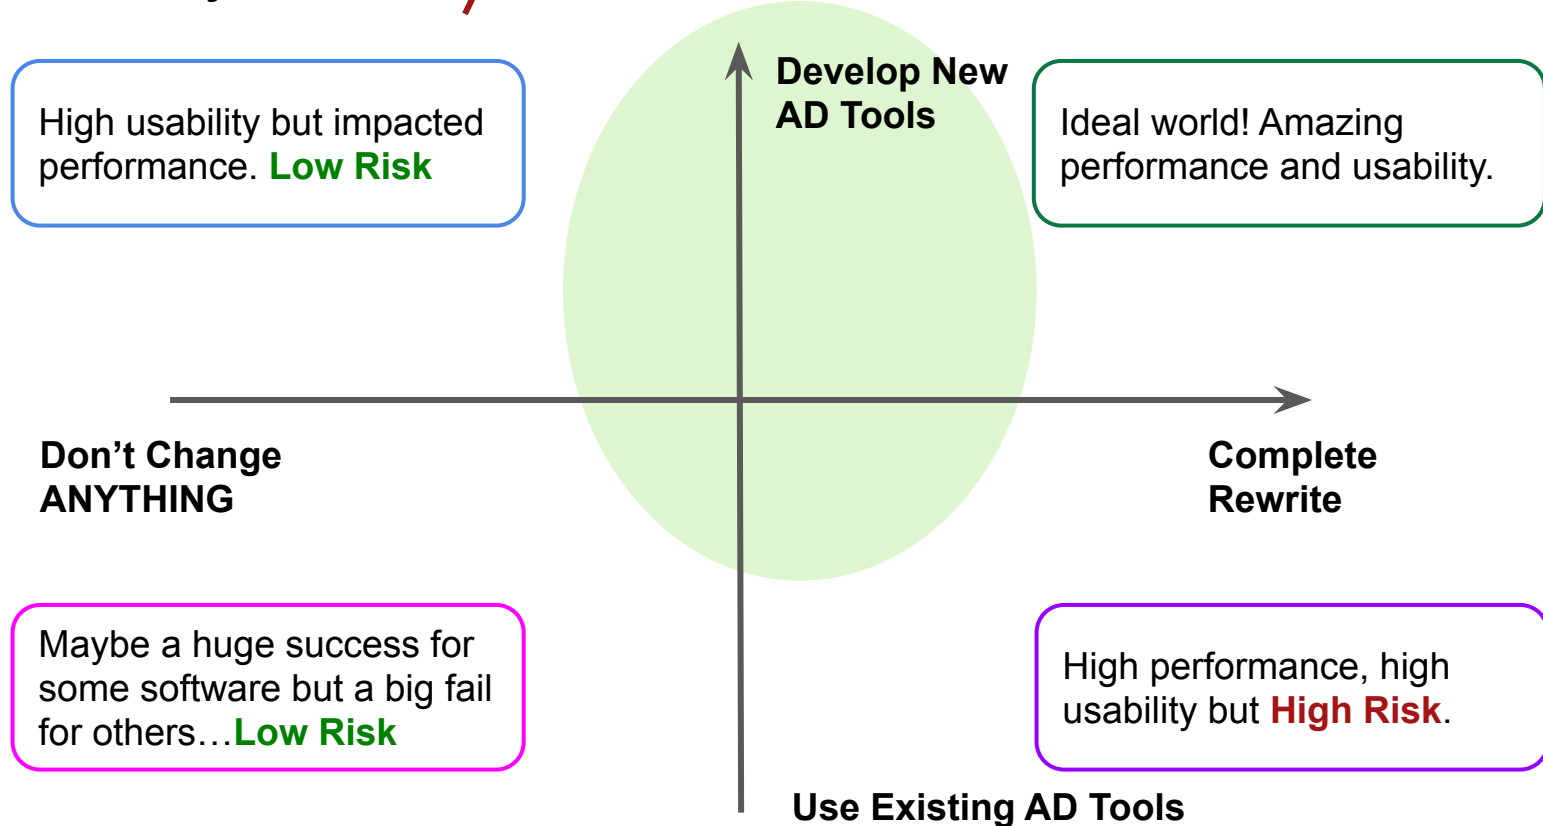 Develop New
AD Tools
High usability but impacted
performance. Low Risk
Ideal world! Amazing
performance and usability.
Don’t Change
ANYTHING
Complete
Rewrite
Maybe a huge success for
some software but a big fail
for others…Low Risk
High performance, high
usability but High Risk.
Use Existing AD Tools